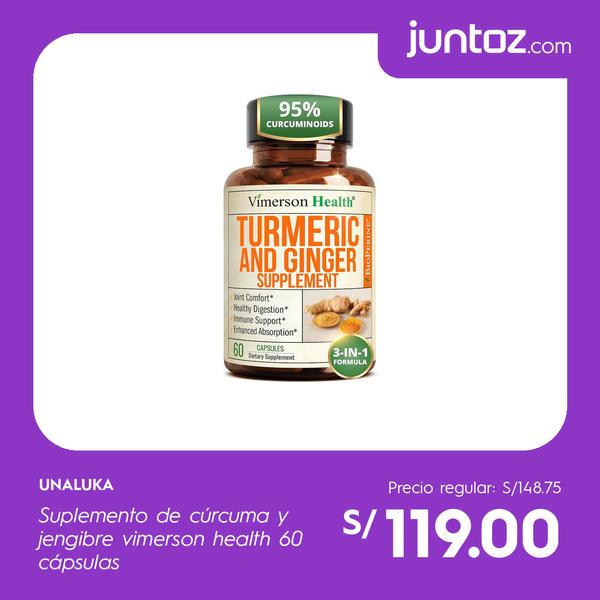 juntoz.com
95%
CURCUMINOIDS
Vimerson Health®
TURMERIC
AND GINGER
SUPPLEMENT
BIOPERINE®
Joint Comfort*
Healthy Digestion*
Immune Support*
Enhanced Absorption*
60 CAPSULES
Dietary Supplement
3-IN-1
FORMULA
UNALUKA
Suplemento de cúrcuma y
jengibre vimerson health 60
cápsulas
Precio regular: S/148.75
S/119.00